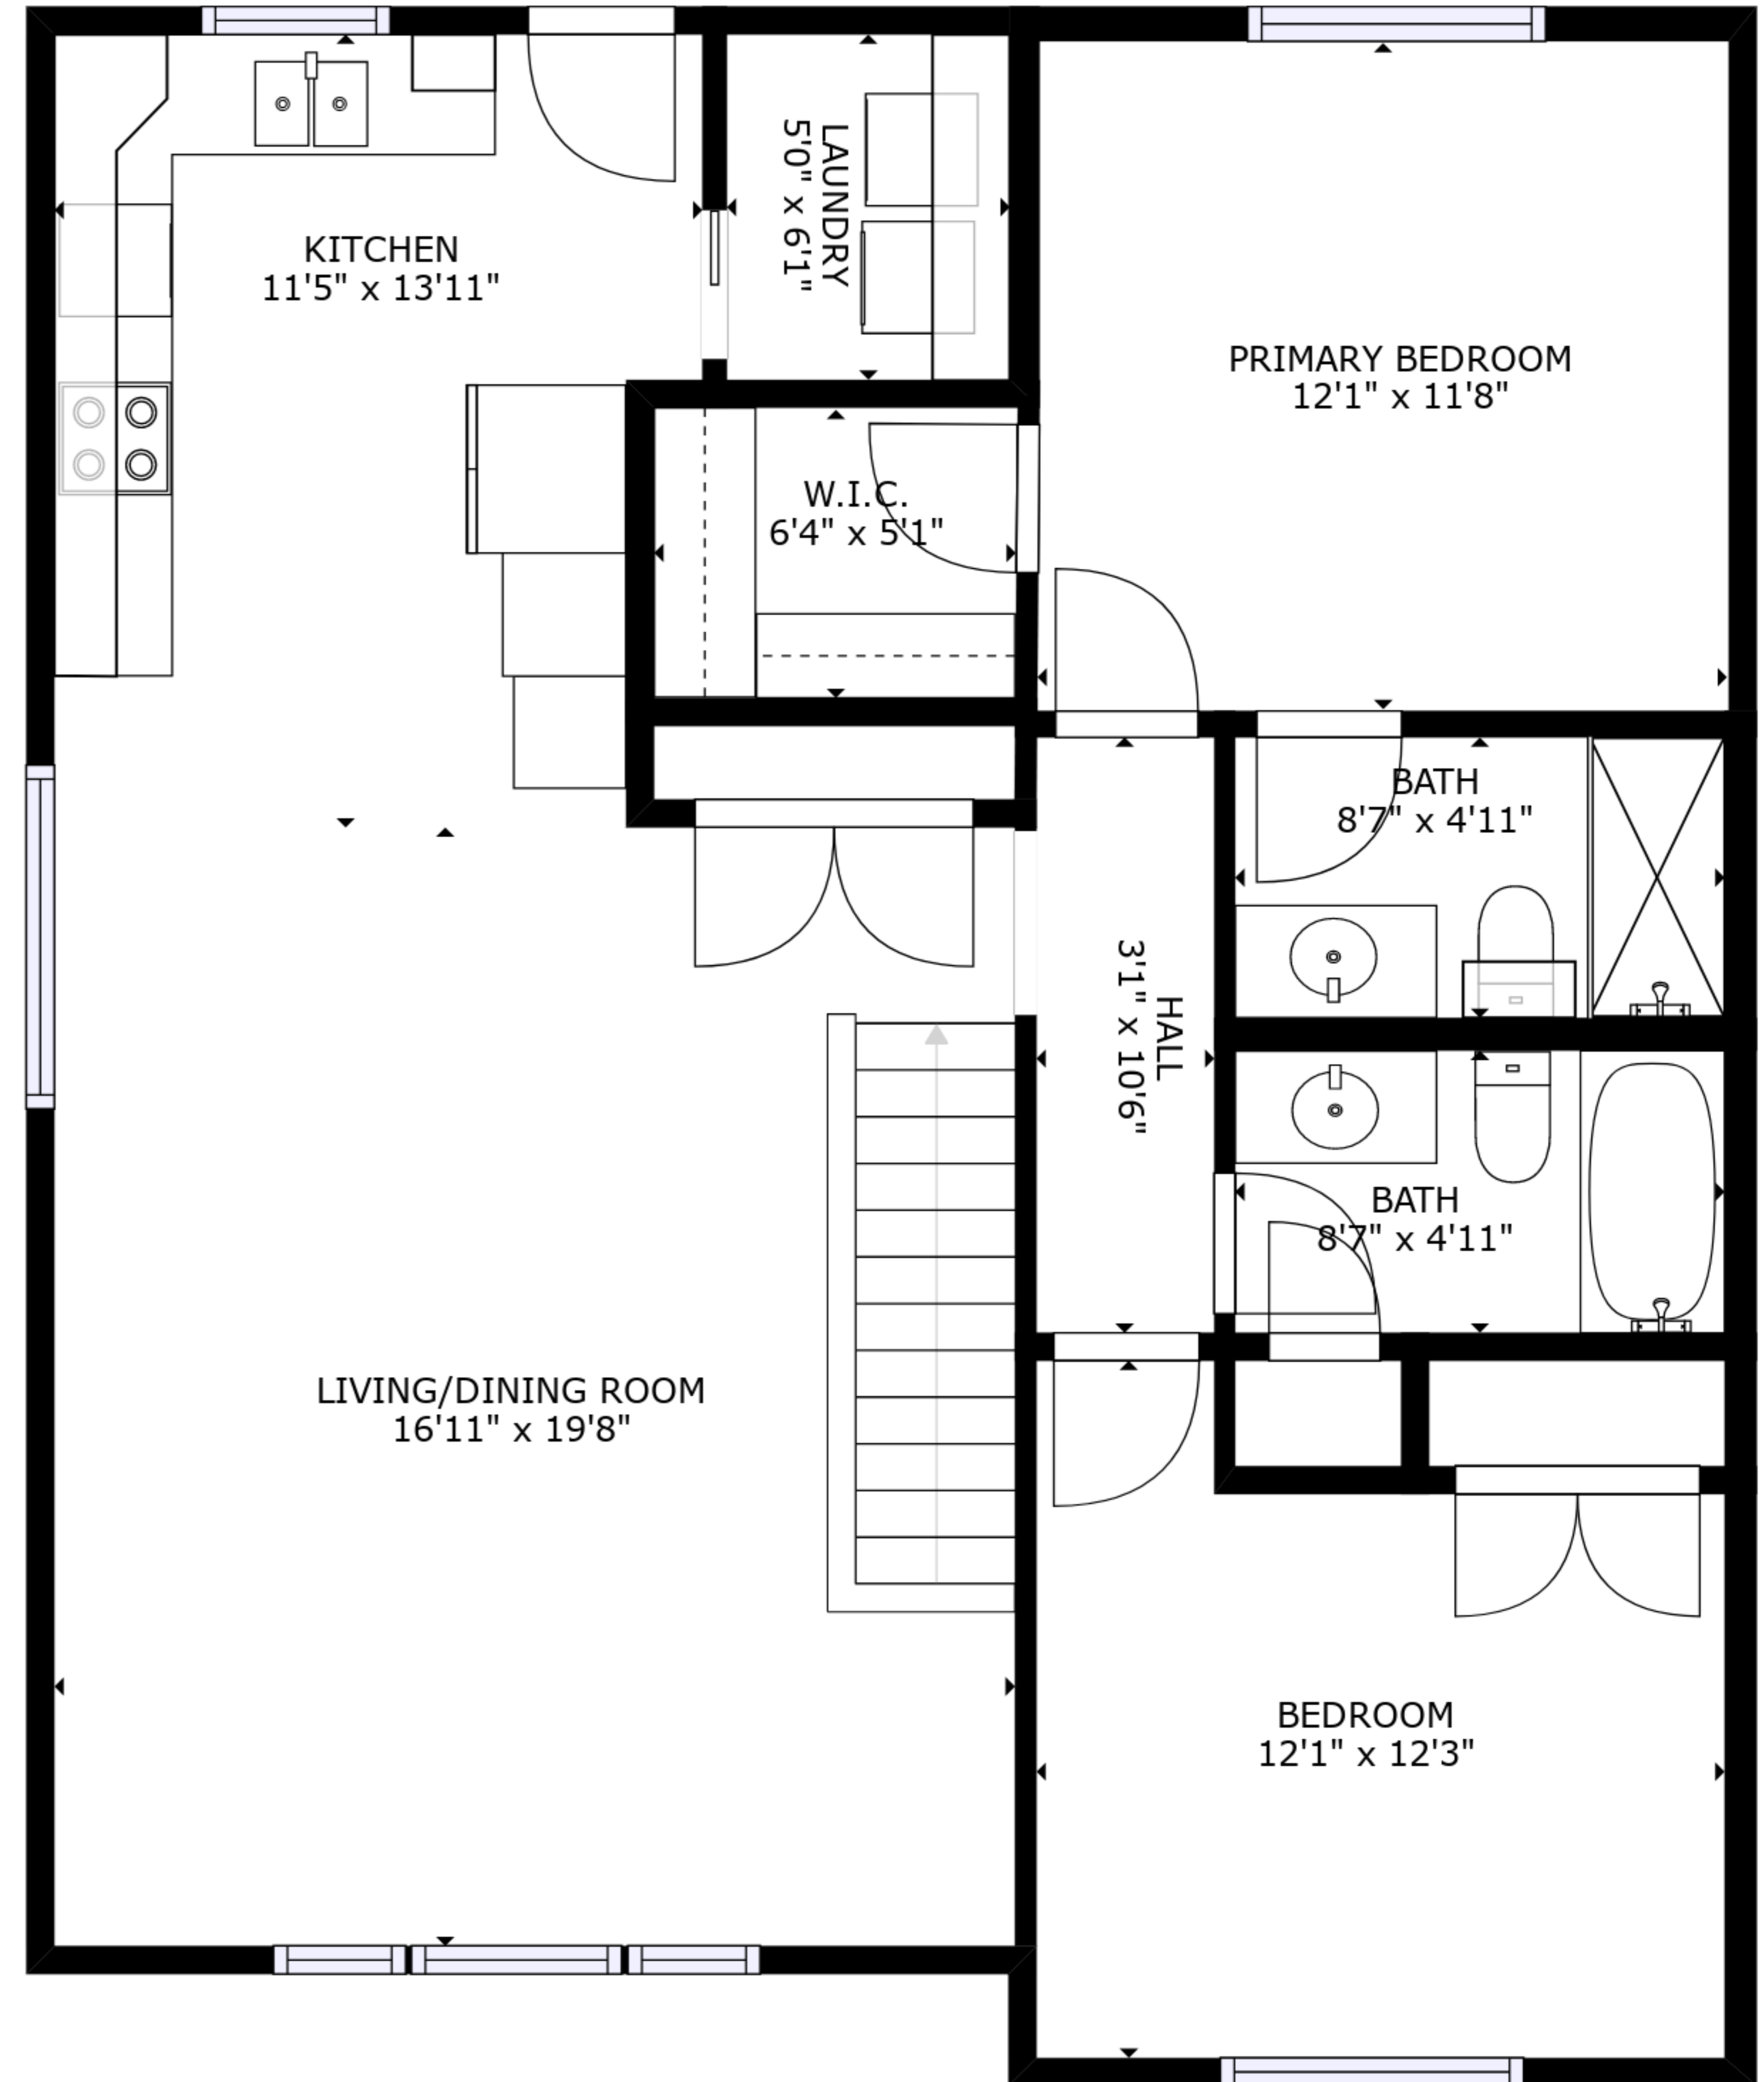 KITCHEN
11'5" x 13'11"
LAUNDRY
5'0" x 6'1"
PRIMARY BEDROOM
12'1" x 11'8"
W.I.C.
6'4" x 5'1"
BATH
8'7" x 4'11"
HALL
3'1" x 10'6"
BATH
8'7" x 4'11"
LIVING/DINING ROOM
16'11" x 19'8"
BEDROOM
12'1" x 12'3"